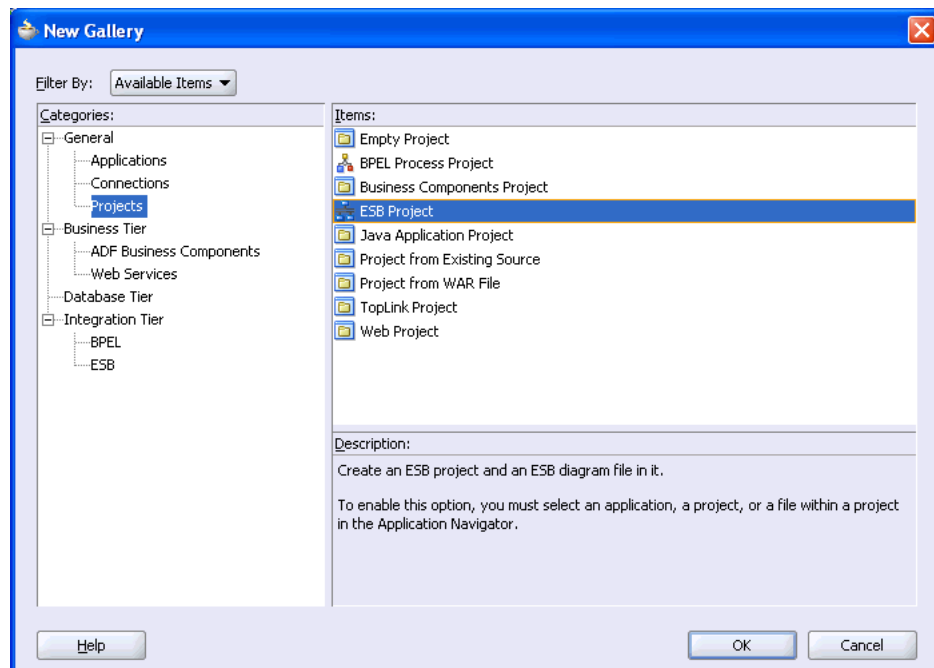 New Gallery
Filter By: Available Items
Categories:
General
Applications
Connections
Projects
Business Tier
ADF Business Components
Web Services
Database Tier
Integration Tier
BPEL
ESB
Items:
Empty Project
BPEL Process Project
Business Components Project
ESB Project
Java Application Project
Project from Existing Source
Project from WAR File
TopLink Project
Web Project
Description:
Create an ESB project and an ESB diagram file in it.
To enable this option, you must select an application, a project, or a file within a project
in the Application Navigator.
Help
OK
Cancel